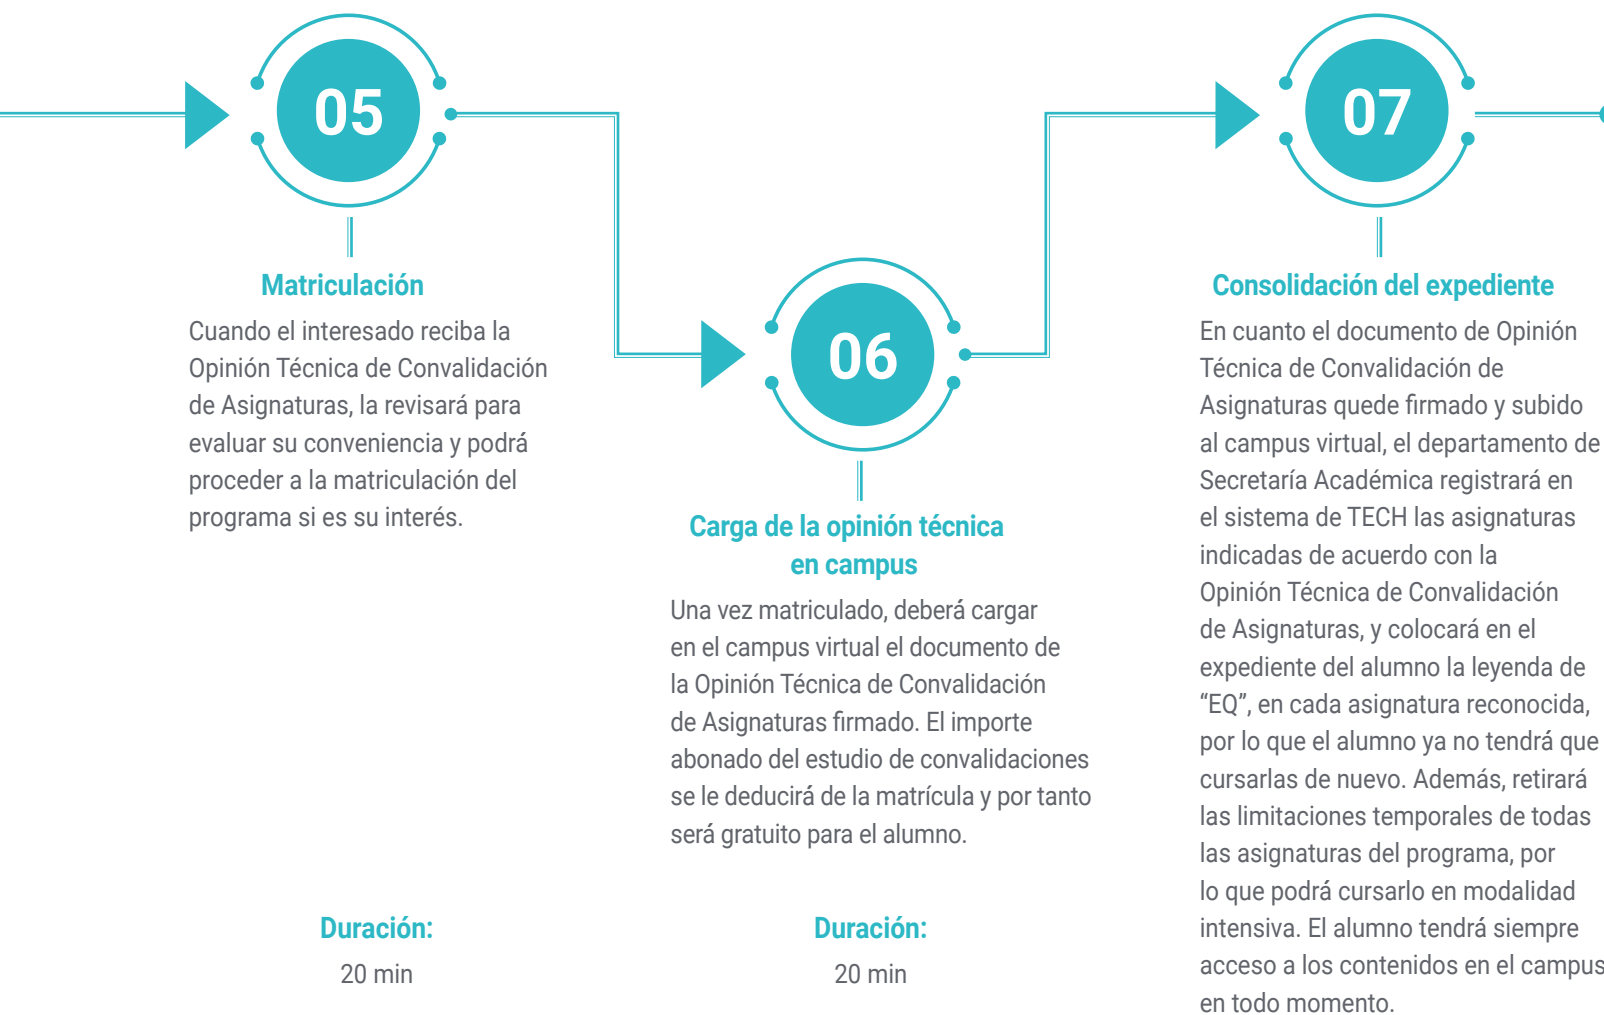 05
Matriculación
Cuando el interesado reciba la
Opinión Técnica de Convalidación
de Asignaturas, la revisará para
evaluar su conveniencia y podrá
proceder a la matriculación del
programa si es su interés.
Duración:
20 min
06
Carga de la opinión técnica
en campus
Una vez matriculado, deberá cargar
en el campus virtual el documento de
la Opinión Técnica de Convalidación
de Asignaturas firmado. El importe
abonado del estudio de convalidaciones
se le deducirá de la matrícula y por tanto
será gratuito para el alumno.
Duración:
20 min
07
Consolidación del expediente
En cuanto el documento de Opinión
Técnica de Convalidación de
Asignaturas quede firmado y subido
al campus virtual, el departamento de
Secretaría Académica registrará en
el sistema de TECH las asignaturas
indicadas de acuerdo con la
Opinión Técnica de Convalidación
de Asignaturas, y colocará en el
expediente del alumno la leyenda de
“EQ”, en cada asignatura reconocida,
por lo que el alumno ya no tendrá que
cursarlas de nuevo. Además, retirará
las limitaciones temporales de todas
las asignaturas del programa, por
lo que podrá cursarlo en modalidad
intensiva. El alumno tendrá siempre
acceso a los contenidos en el campus
en todo momento.